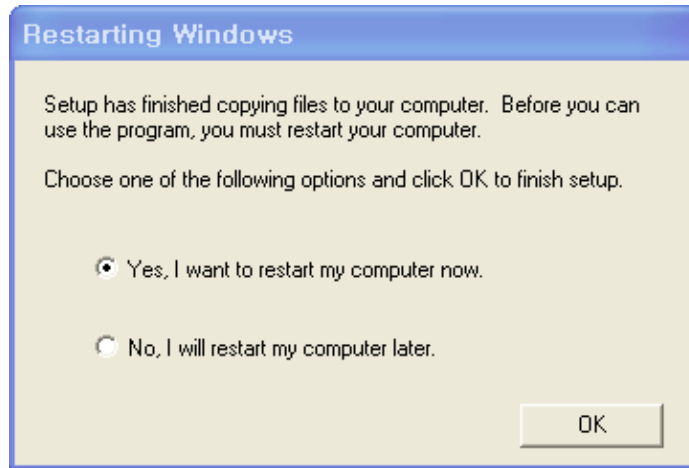 Restarting Windows
Setup has finished copying files to your computer.  Before you can
use the program, you must restart your computer.
Choose one of the following options and click OK to finish setup.
Yes, I want to restart my computer now.
No, I will restart my computer later.
OK